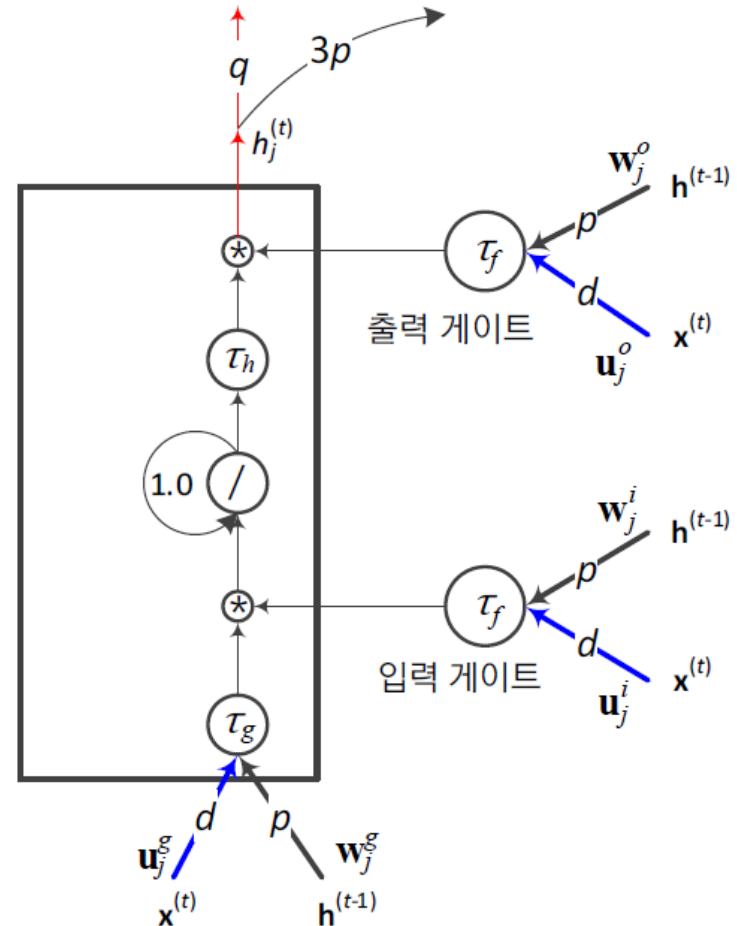 q
3p
h_j^{(t)}
w_j^o
h^{(t-1)}
p
*
τ_f
d
x^{(t)}
출력 게이트
u_j^o
τ_h
1.0
/
w_j^i
h^{(t-1)}
p
*
τ_f
d
x^{(t)}
입력 게이트
u_j^i
τ_g
d
p
u_j^g
w_j^g
x^{(t)}
h^{(t-1)}